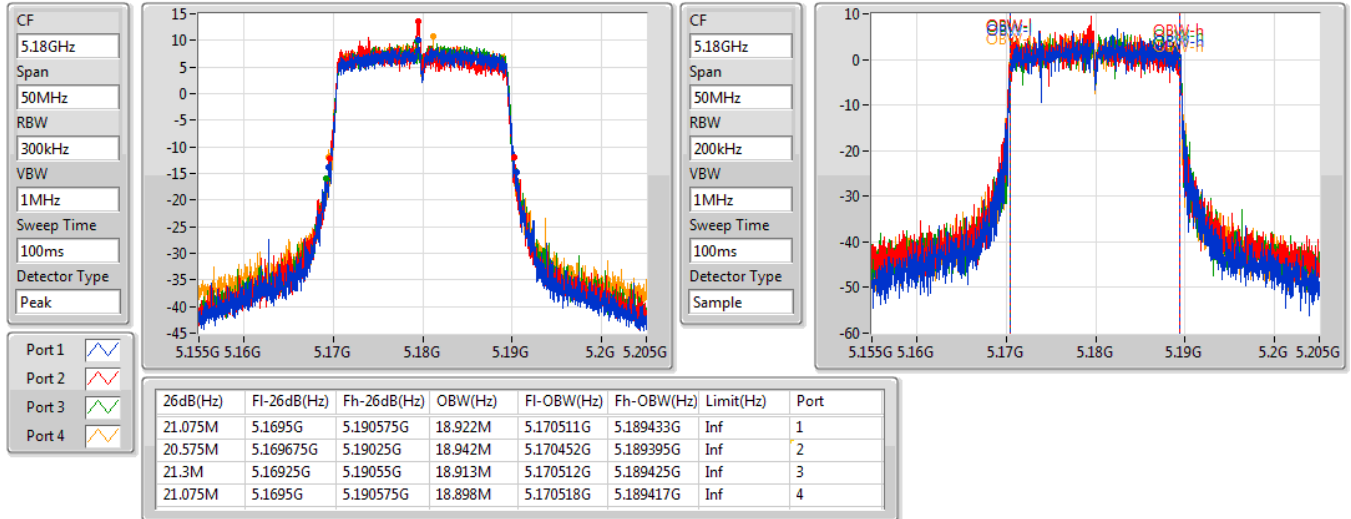 CF
5.18GHz
Span
50MHz
RBW
300kHz
VBW
1MHz
Sweep Time
100ms
Detector Type
Peak
15
10
5
0
-5
-10
-15
-20
-25
-30
-35
-40
-45
5.155G 5.16G 5.17G 5.18G 5.19G 5.2G 5.205G
CF
5.18GHz
Span
50MHz
RBW
200kHz
VBW
1MHz
Sweep Time
100ms
Detector Type
Sample
10
0
-10
-20
-30
-40
-50
-60
OBW-l
OBW-h
5.155G 5.16G 5.17G 5.18G 5.19G 5.2G 5.205G
Port 1
Port 2
Port 3
Port 4
26dB(Hz) Fl-26dB(Hz) Fh-26dB(Hz) OBW(Hz) Fl-OBW(Hz) Fh-OBW(Hz) Limit(Hz) Port
21.075M 5.1695G 5.190575G 18.922M 5.170511G 5.189433G Inf 1
20.575M 5.169675G 5.19025G 18.942M 5.170452G 5.189395G Inf 2
21.3M 5.16925G 5.19055G 18.913M 5.170512G 5.189425G Inf 3
21.075M 5.1695G 5.190575G 18.898M 5.170518G 5.189417G Inf 4